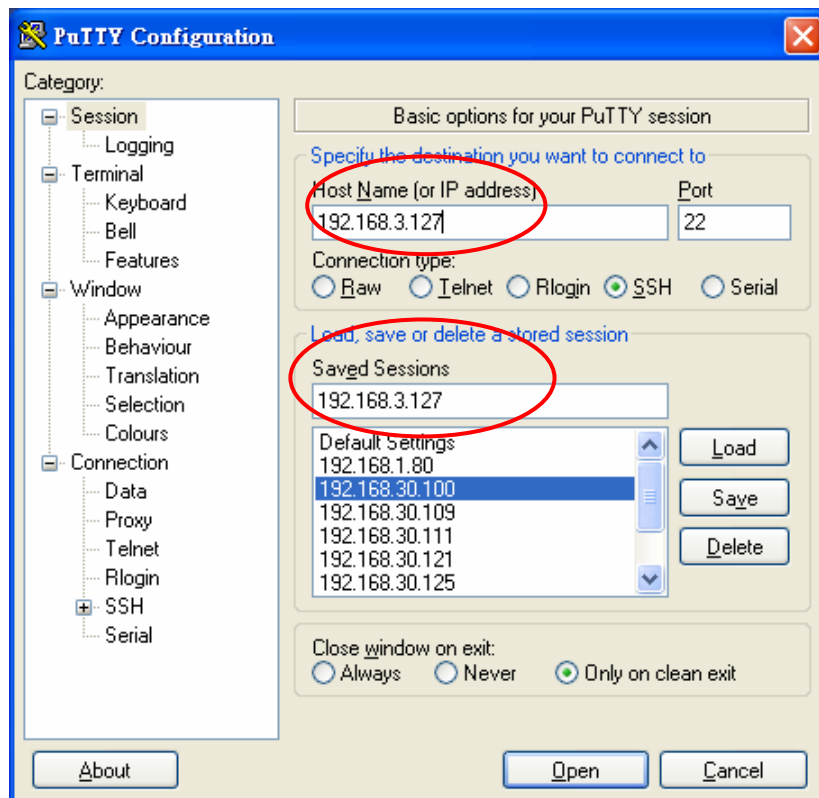 PuTTY Configuration
Category:
Session
Logging
Terminal
Keyboard
Bell
Features
Window
Appearance
Behaviour
Translation
Selection
Colours
Connection
Data
Proxy
Telnet
Rlogin
SSH
Serial
Basic options for your PuTTY session
Specify the destination you want to connect to
Host Name (or IP address) Port
192.168.3.127 22
Connection type:
Raw Telnet Rlogin SSH Serial
Load, save or delete a stored session
Saved Sessions
192.168.3.127
Default Settings
192.168.1.80
192.168.30.100
192.168.30.109
192.168.30.111
192.168.30.121
192.168.30.125
Load
Save
Delete
Close window on exit:
Always Never Only on clean exit
About Open Cancel